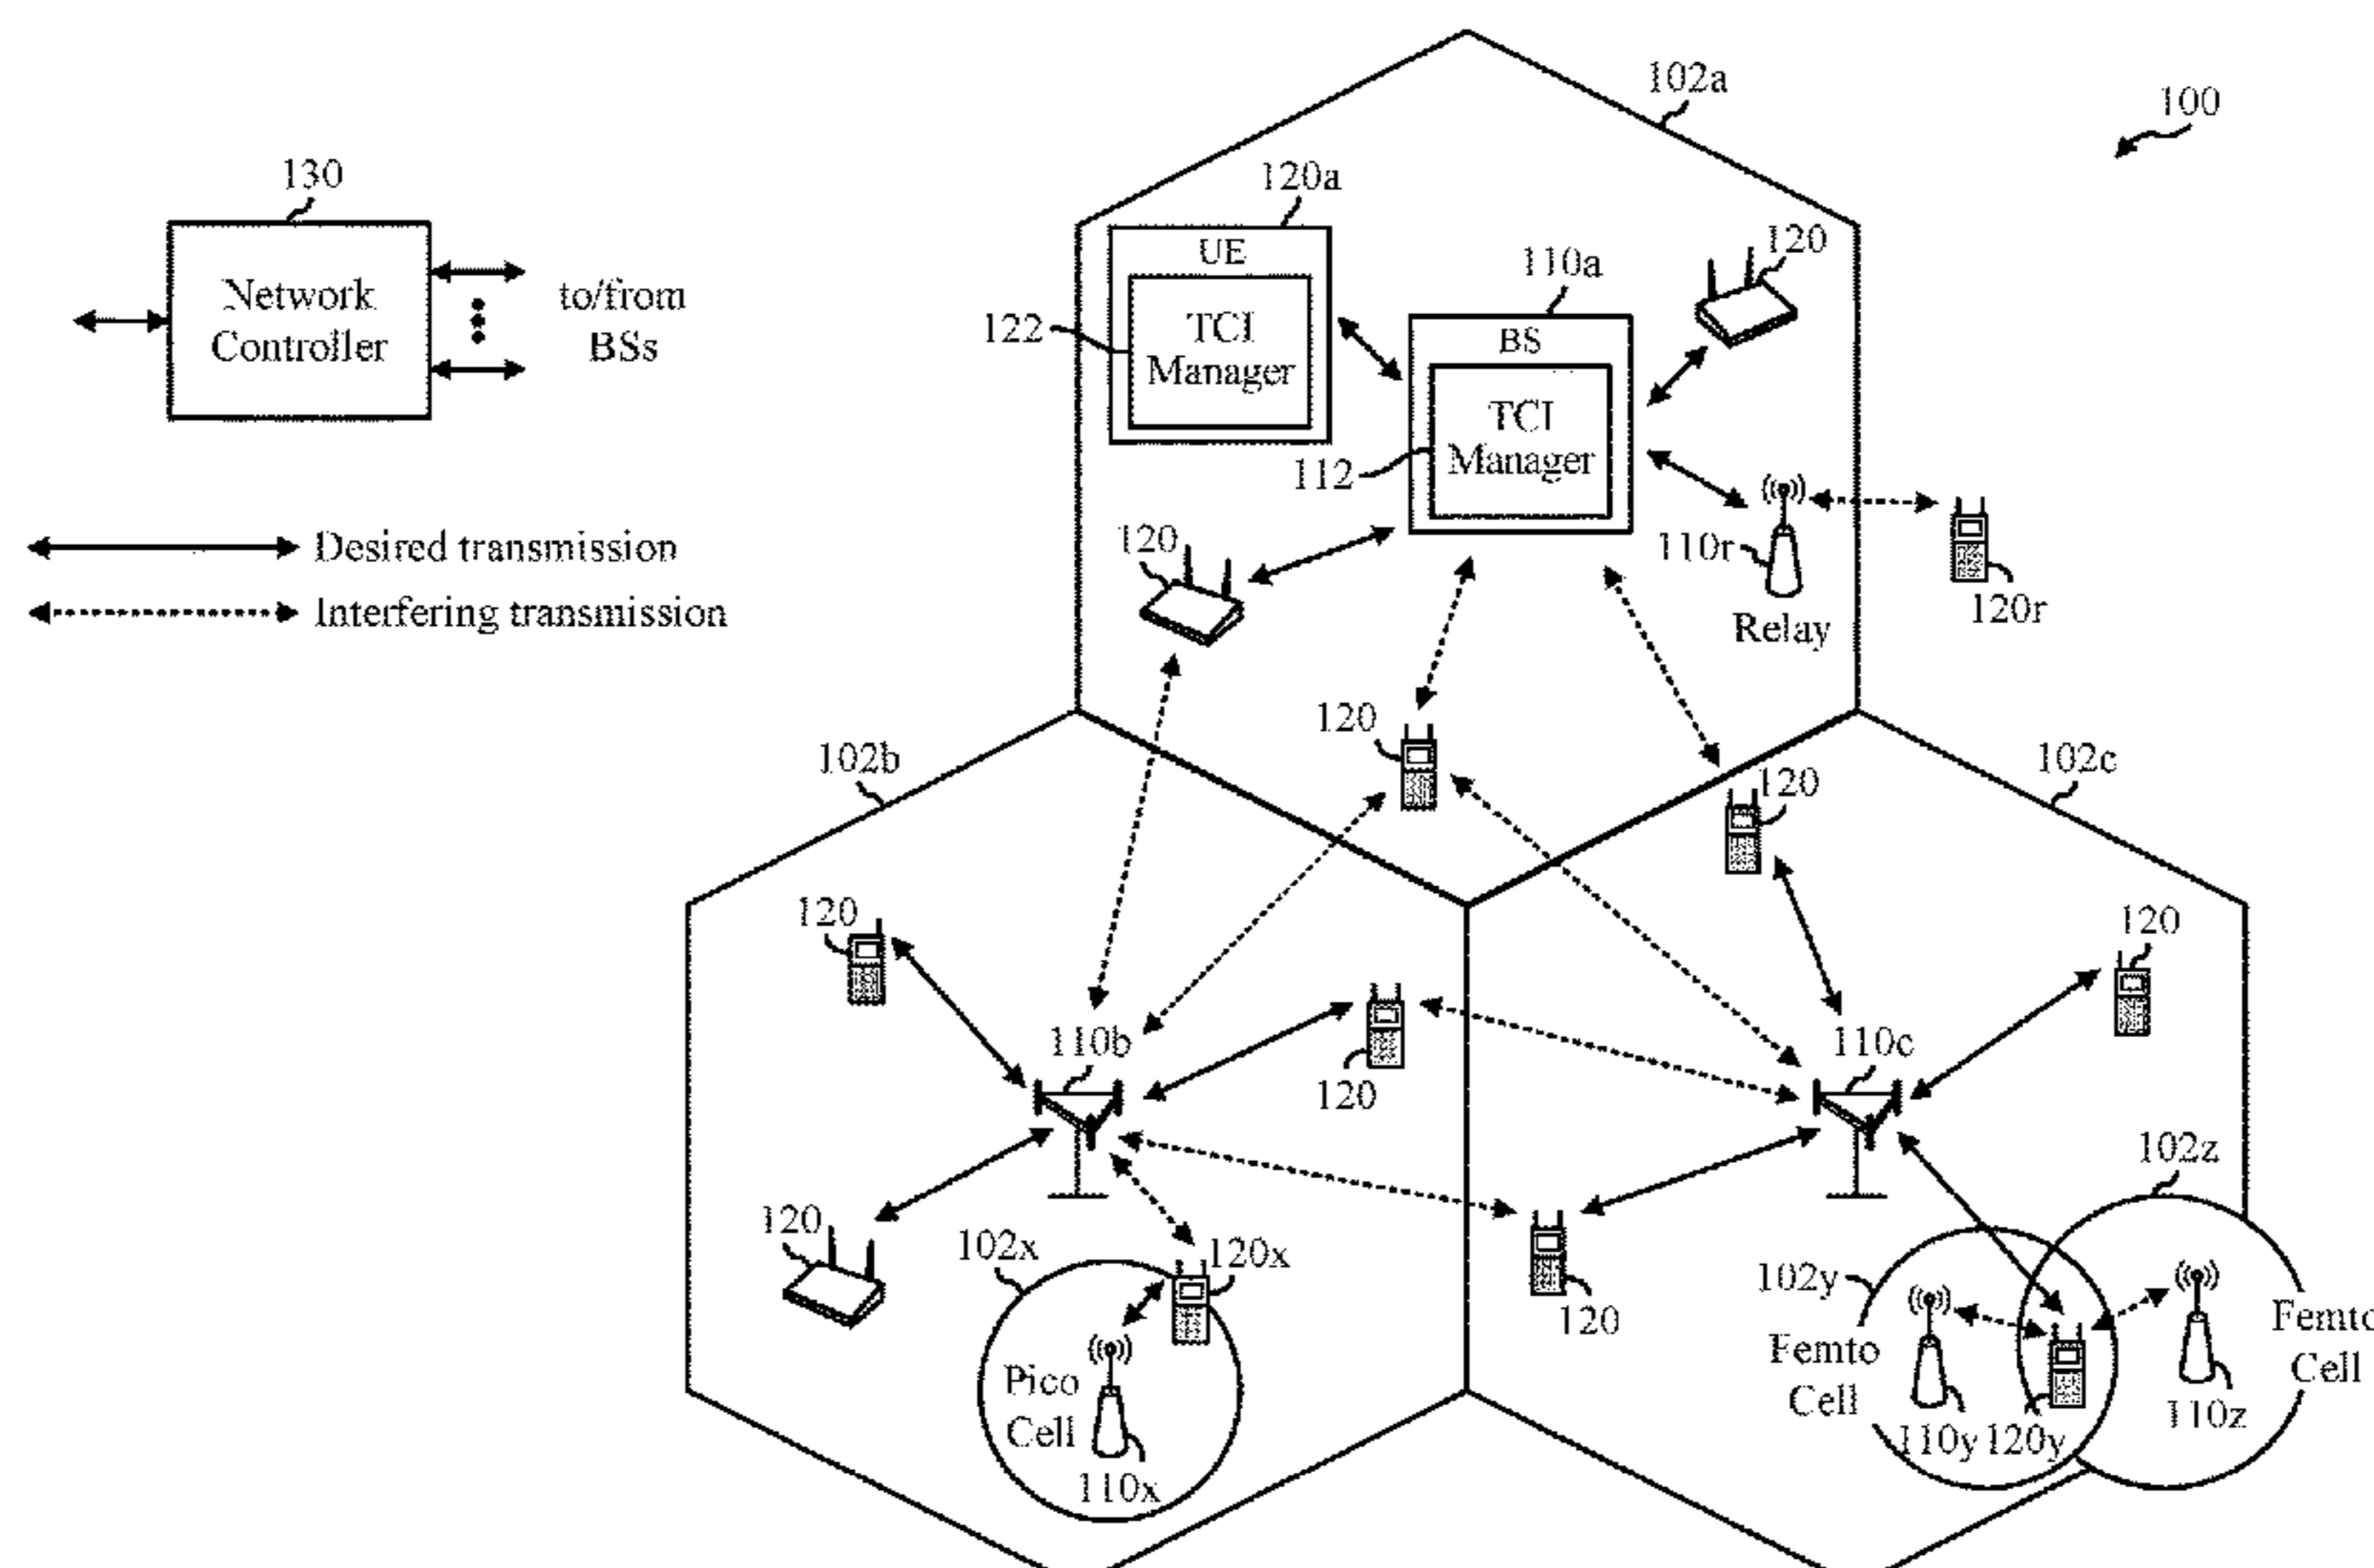 102a
100
130
120a
UE
TCI
Manager
122
110a
BS
TCI
Manager
112
120
Network
Controller
to/from
BSs
Desired transmission
Interfering transmission
120
110r
Relay
120r
120
102b
120
102c
120
120
110b
120
110c
102z
120
102x
120x
Pico
Cell
110x
120
102y
Femto
Cell
110y
120y
110z
Femto
Cell